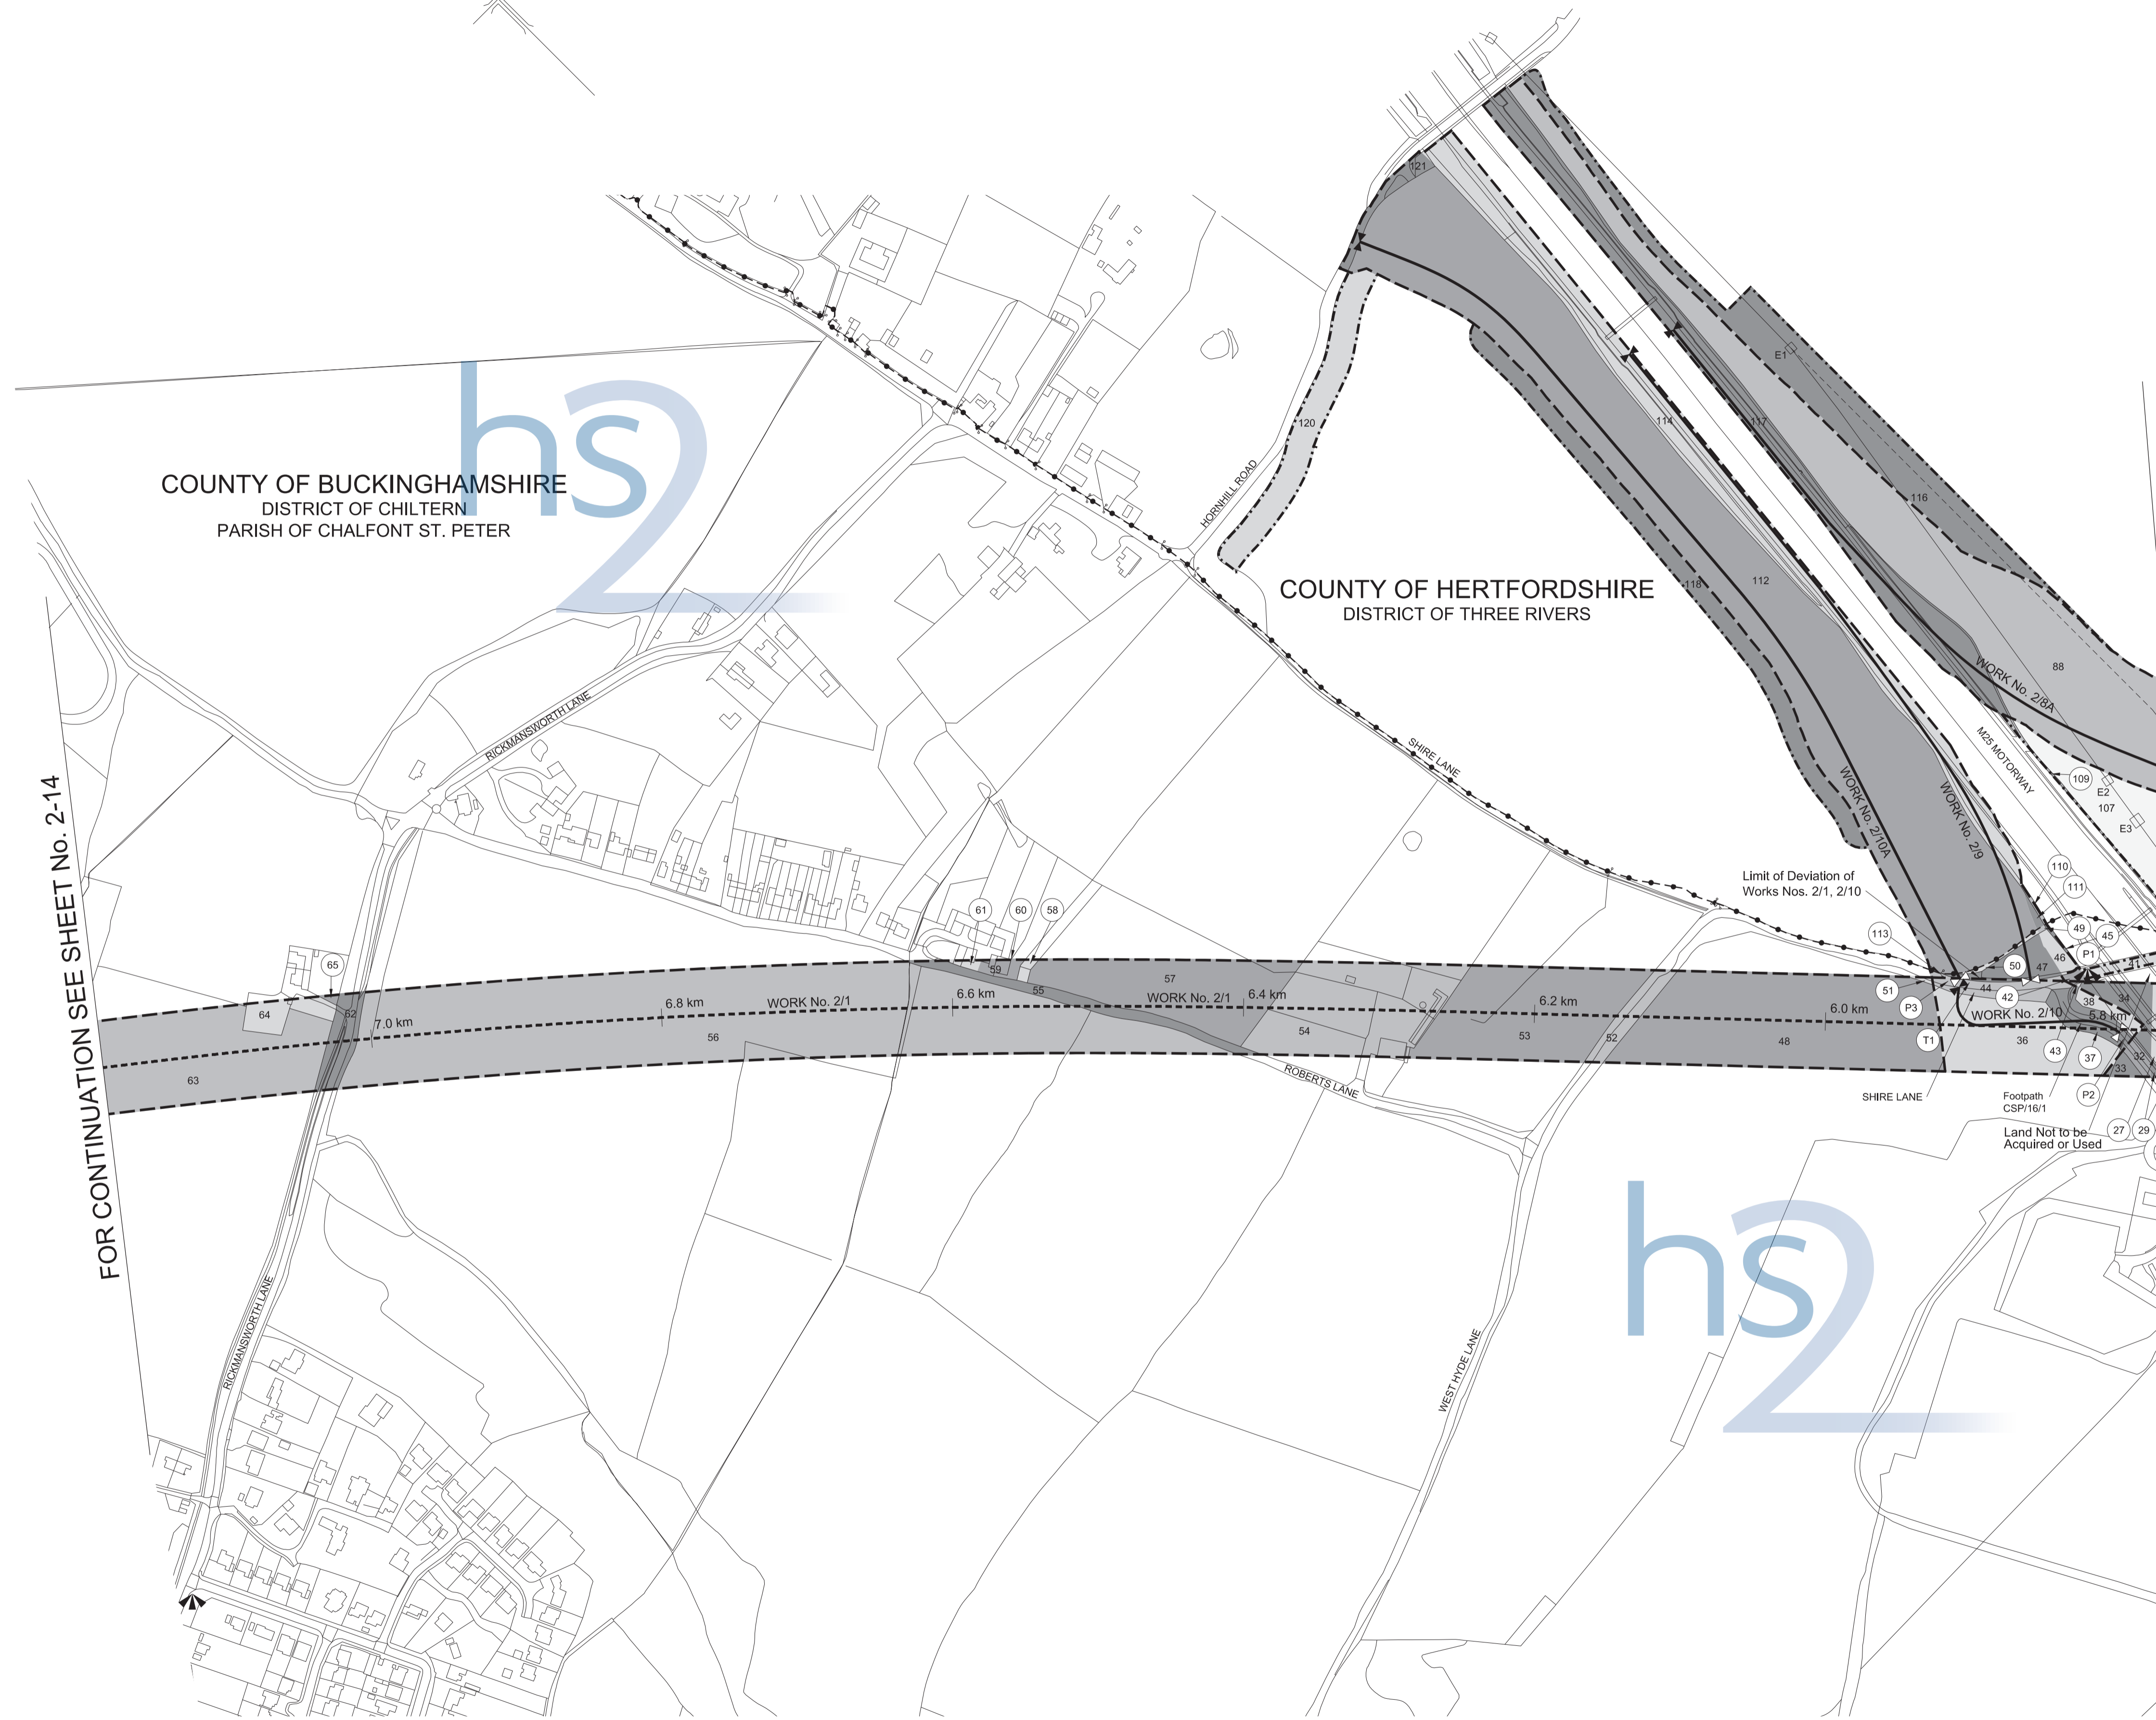 121
E1
120
114
117
116
hs2
COUNTY OF BUCKINGHAMSHIRE
DISTRICT OF CHILTERN
PARISH OF CHALFONT ST. PETER
HORNHILL ROAD
COUNTY OF HERTFORDSHIRE
DISTRICT OF THREE RIVERS
118
112
88
WORK No. 2/8A
RICKMANSWORTH LANE
SHIRE LANE
M25 MOTORWAY
109
E2
107
E3
WORK No. 2/10A
WORK No. 2/9
FOR CONTINUATION SEE SHEET No. 2-14
Limit of Deviation of
Works Nos. 2/1, 2/10
110
111
61
60
58
113
49
45
P1
65
59
57
50
47
46
41
51
44
42
38
34
55
64
62
7.0 km
6.8 km
WORK No. 2/1
6.6 km
WORK No. 2/1
6.4 km
6.2 km
6.0 km
P3
WORK No. 2/10
5.8 km
63
56
54
53
52
48
T1
36
43
37
32
33
ROBERTS LANE
SHIRE LANE
Footpath
CSP/16/1
P2
Land Not to be
Acquired or Used
27
29
hs2
RICKMANSWORTH LANE
WEST HYDE LANE